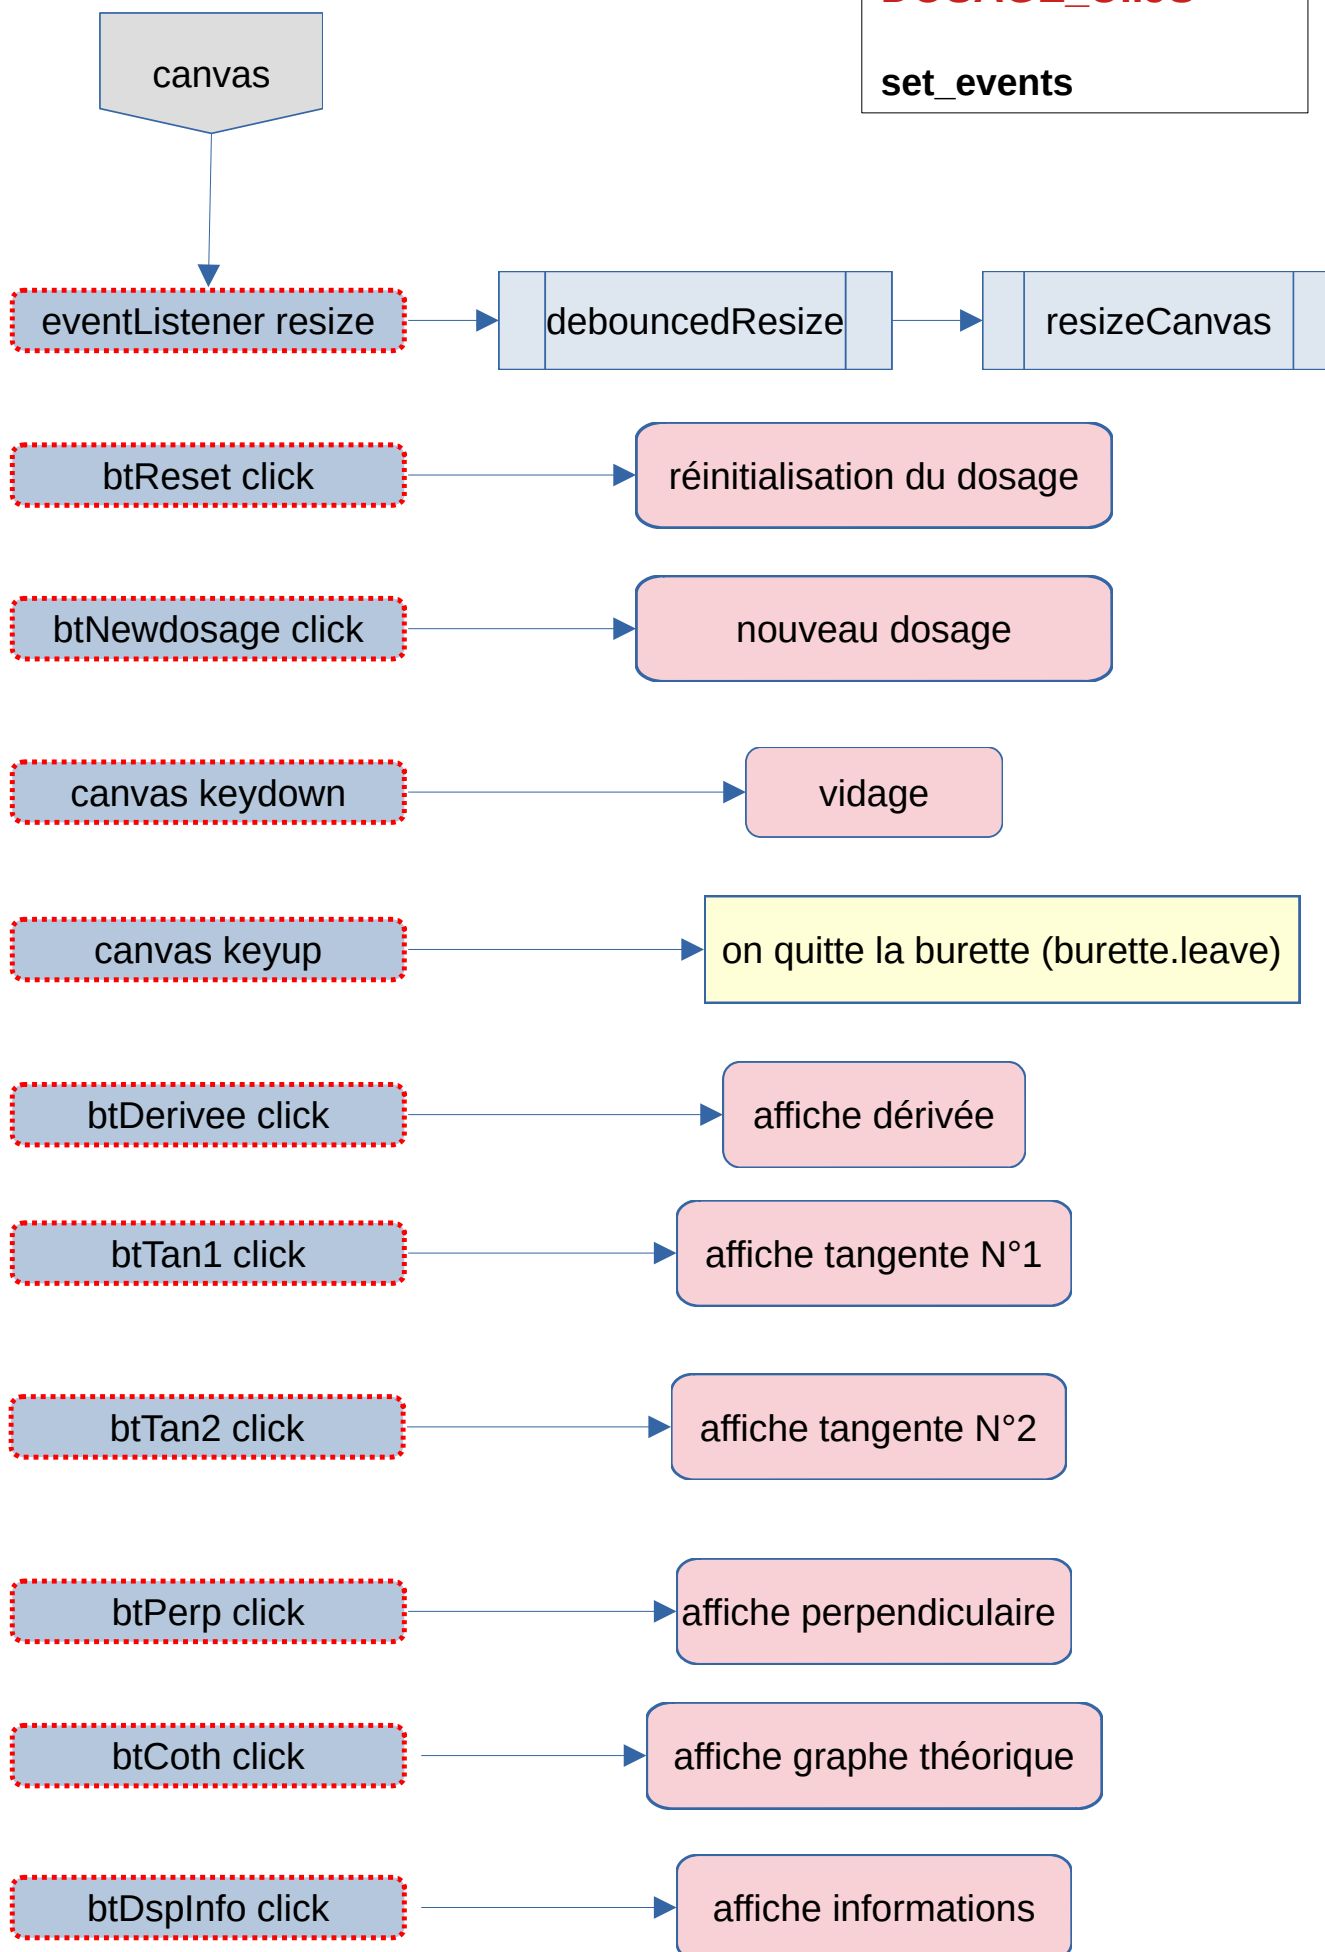 canvas
set_events
eventListener resize
debouncedResize
resizeCanvas
btReset click
réinitialisation du dosage
btNewdosage click
nouveau dosage
canvas keydown
vidage
canvas keyup
on quitte la burette (burette.leave)
btDerivee click
affiche dérivée
btTan1 click
affiche tangente N°1
btTan2 click
affiche tangente N°2
btPerp click
affiche perpendiculaire
btCoth click
affiche graphe théorique
btDspInfo click
affiche informations